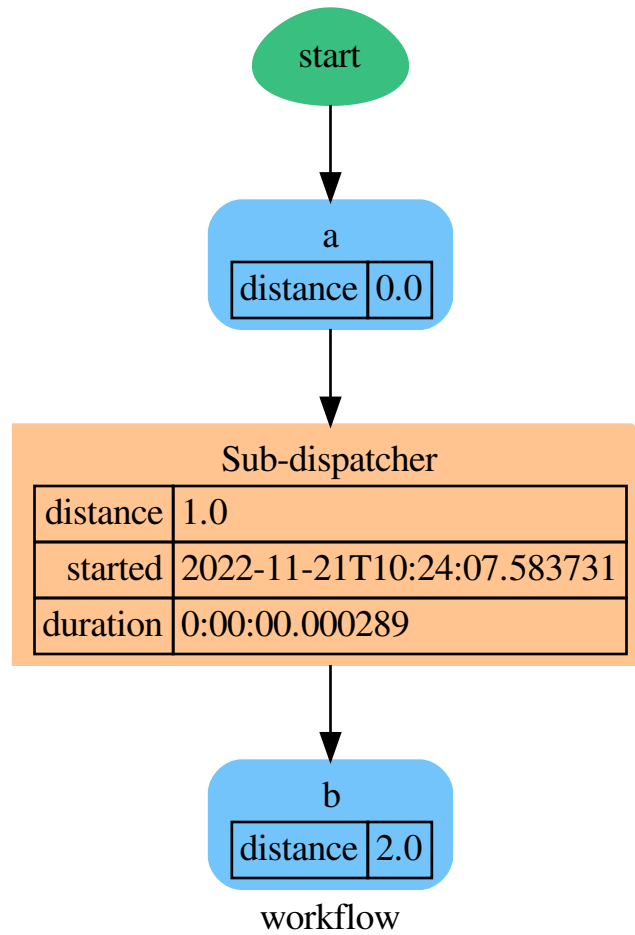 start
a
distance 0.0
Sub-dispatcher
distance 1.0
started 2022-11-21T10:24:07.583731
duration 0:00:00.000289
b
distance 2.0
workflow